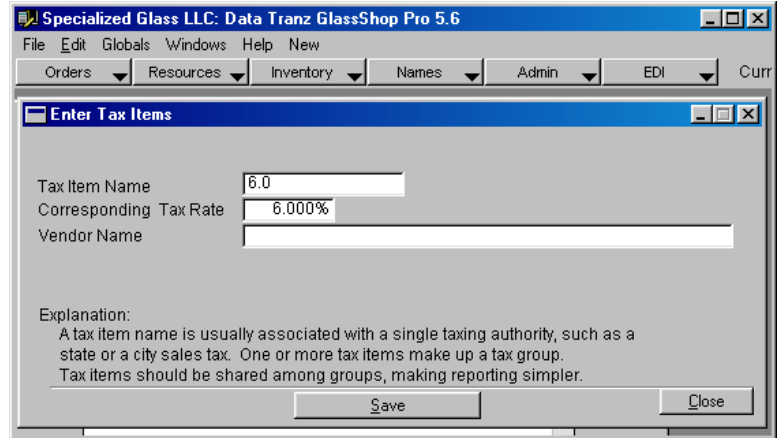 Specialized Glass LLC: Data Tranz GlassShop Pro 5.6
File Edit Globals Windows Help New
Orders Resources Inventory Names Admin EDI Curr
Enter Tax Items
Tax Item Name 6.0
Corresponding Tax Rate 6.000%
Vendor Name
Explanation:
A tax item name is usually associated with a single taxing authority, such as a
state or a city sales tax. One or more tax items make up a tax group.
Tax items should be shared among groups, making reporting simpler.
Save Close